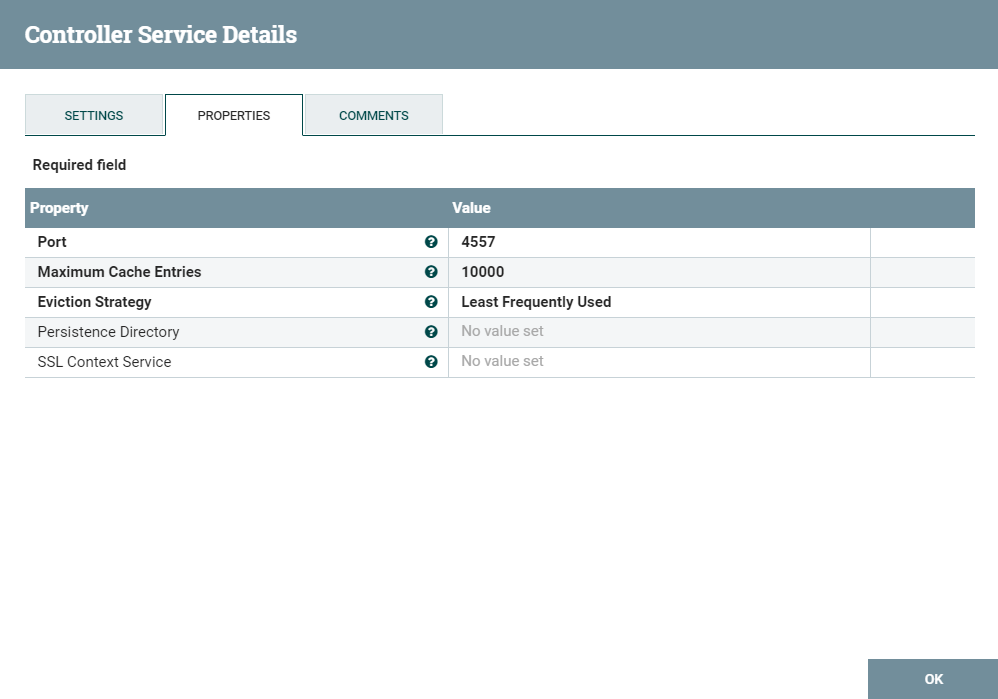 Controller Service Details
SETTINGS PROPERTIES COMMENTS
Required field
Property Value
Port ? 4557
Maximum Cache Entries ? 10000
Eviction Strategy ? Least Frequently Used
Persistence Directory ? No value set
SSL Context Service ? No value set
OK